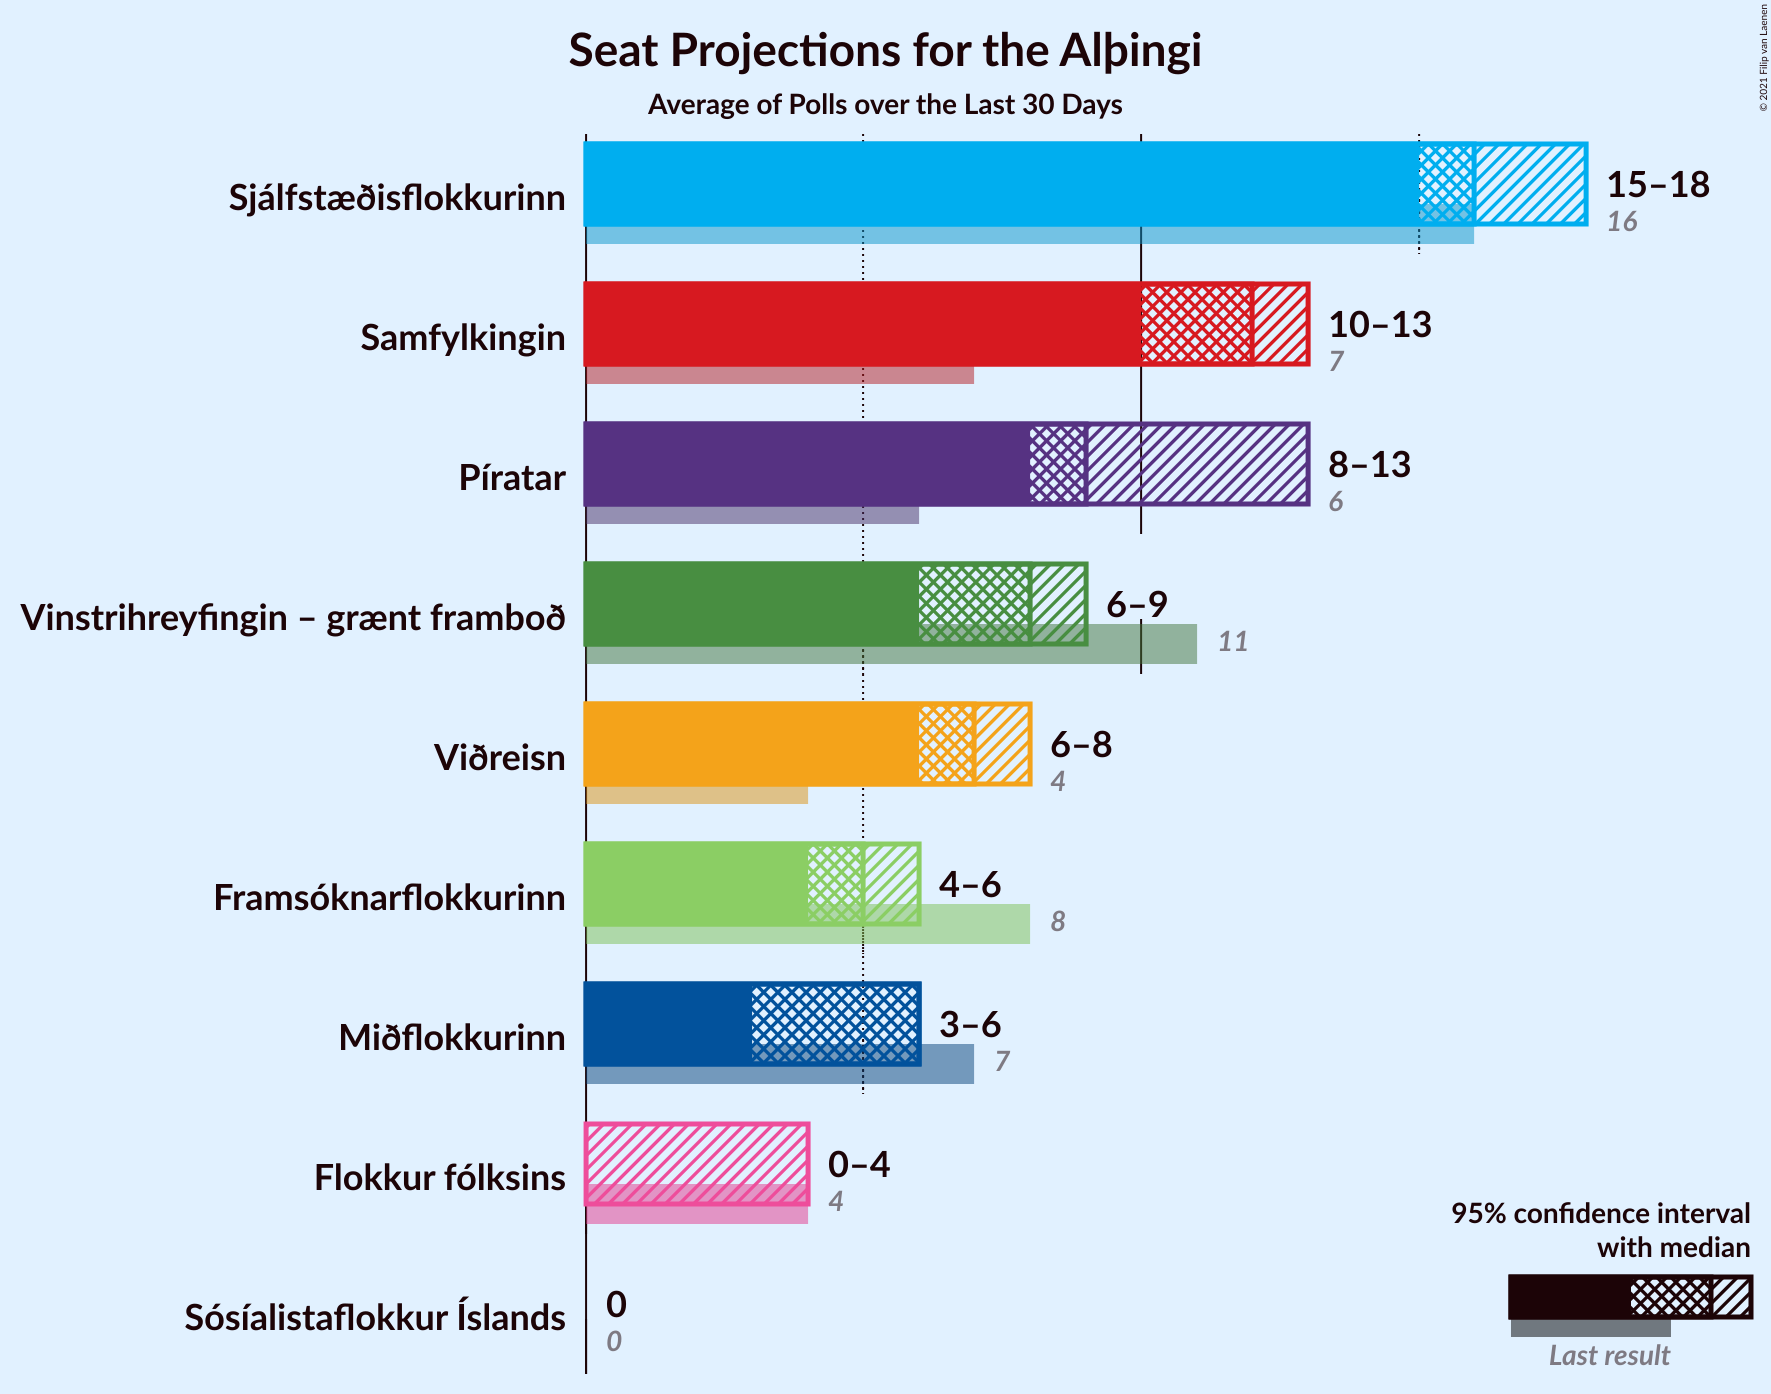 Seat Projections for the Alþingi
Average of Polls over the Last 30 Days
© 2021 Filip van Laenen
Sjálfstæðisflokkurinn
15–18
16
Samfylkingin
10–13
7
Píratar
8–13
6
Vinstrihreyfingin – grænt framboð
6–9
11
Viðreisn
6–8
4
Framsóknarflokkurinn
4–6
8
Miðflokkurinn
3–6
7
Flokkur fólksins
0–4
4
Sósíalistaflokkur Íslands
0
0
95% confidence interval
with median
Last result